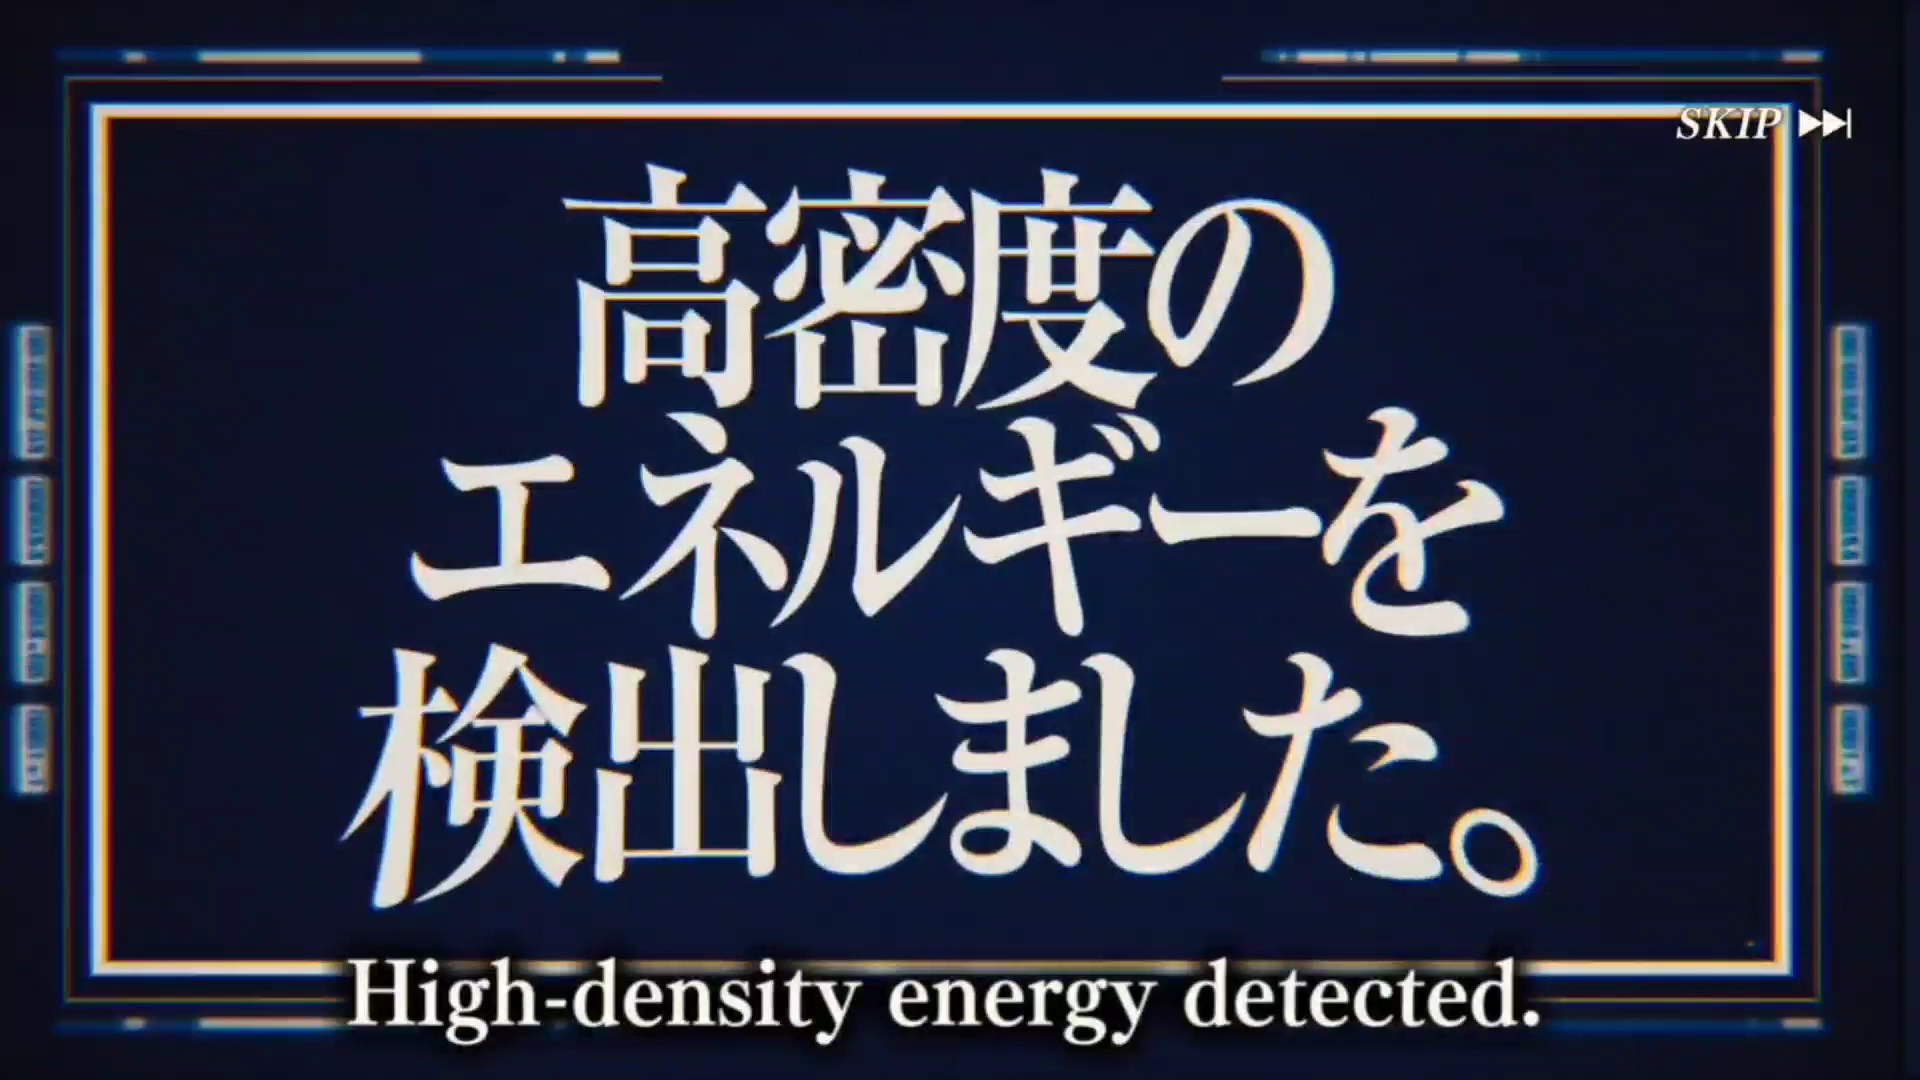 SKIP
高密度の
エネルギーを
検出しました。
High-density energy detected.